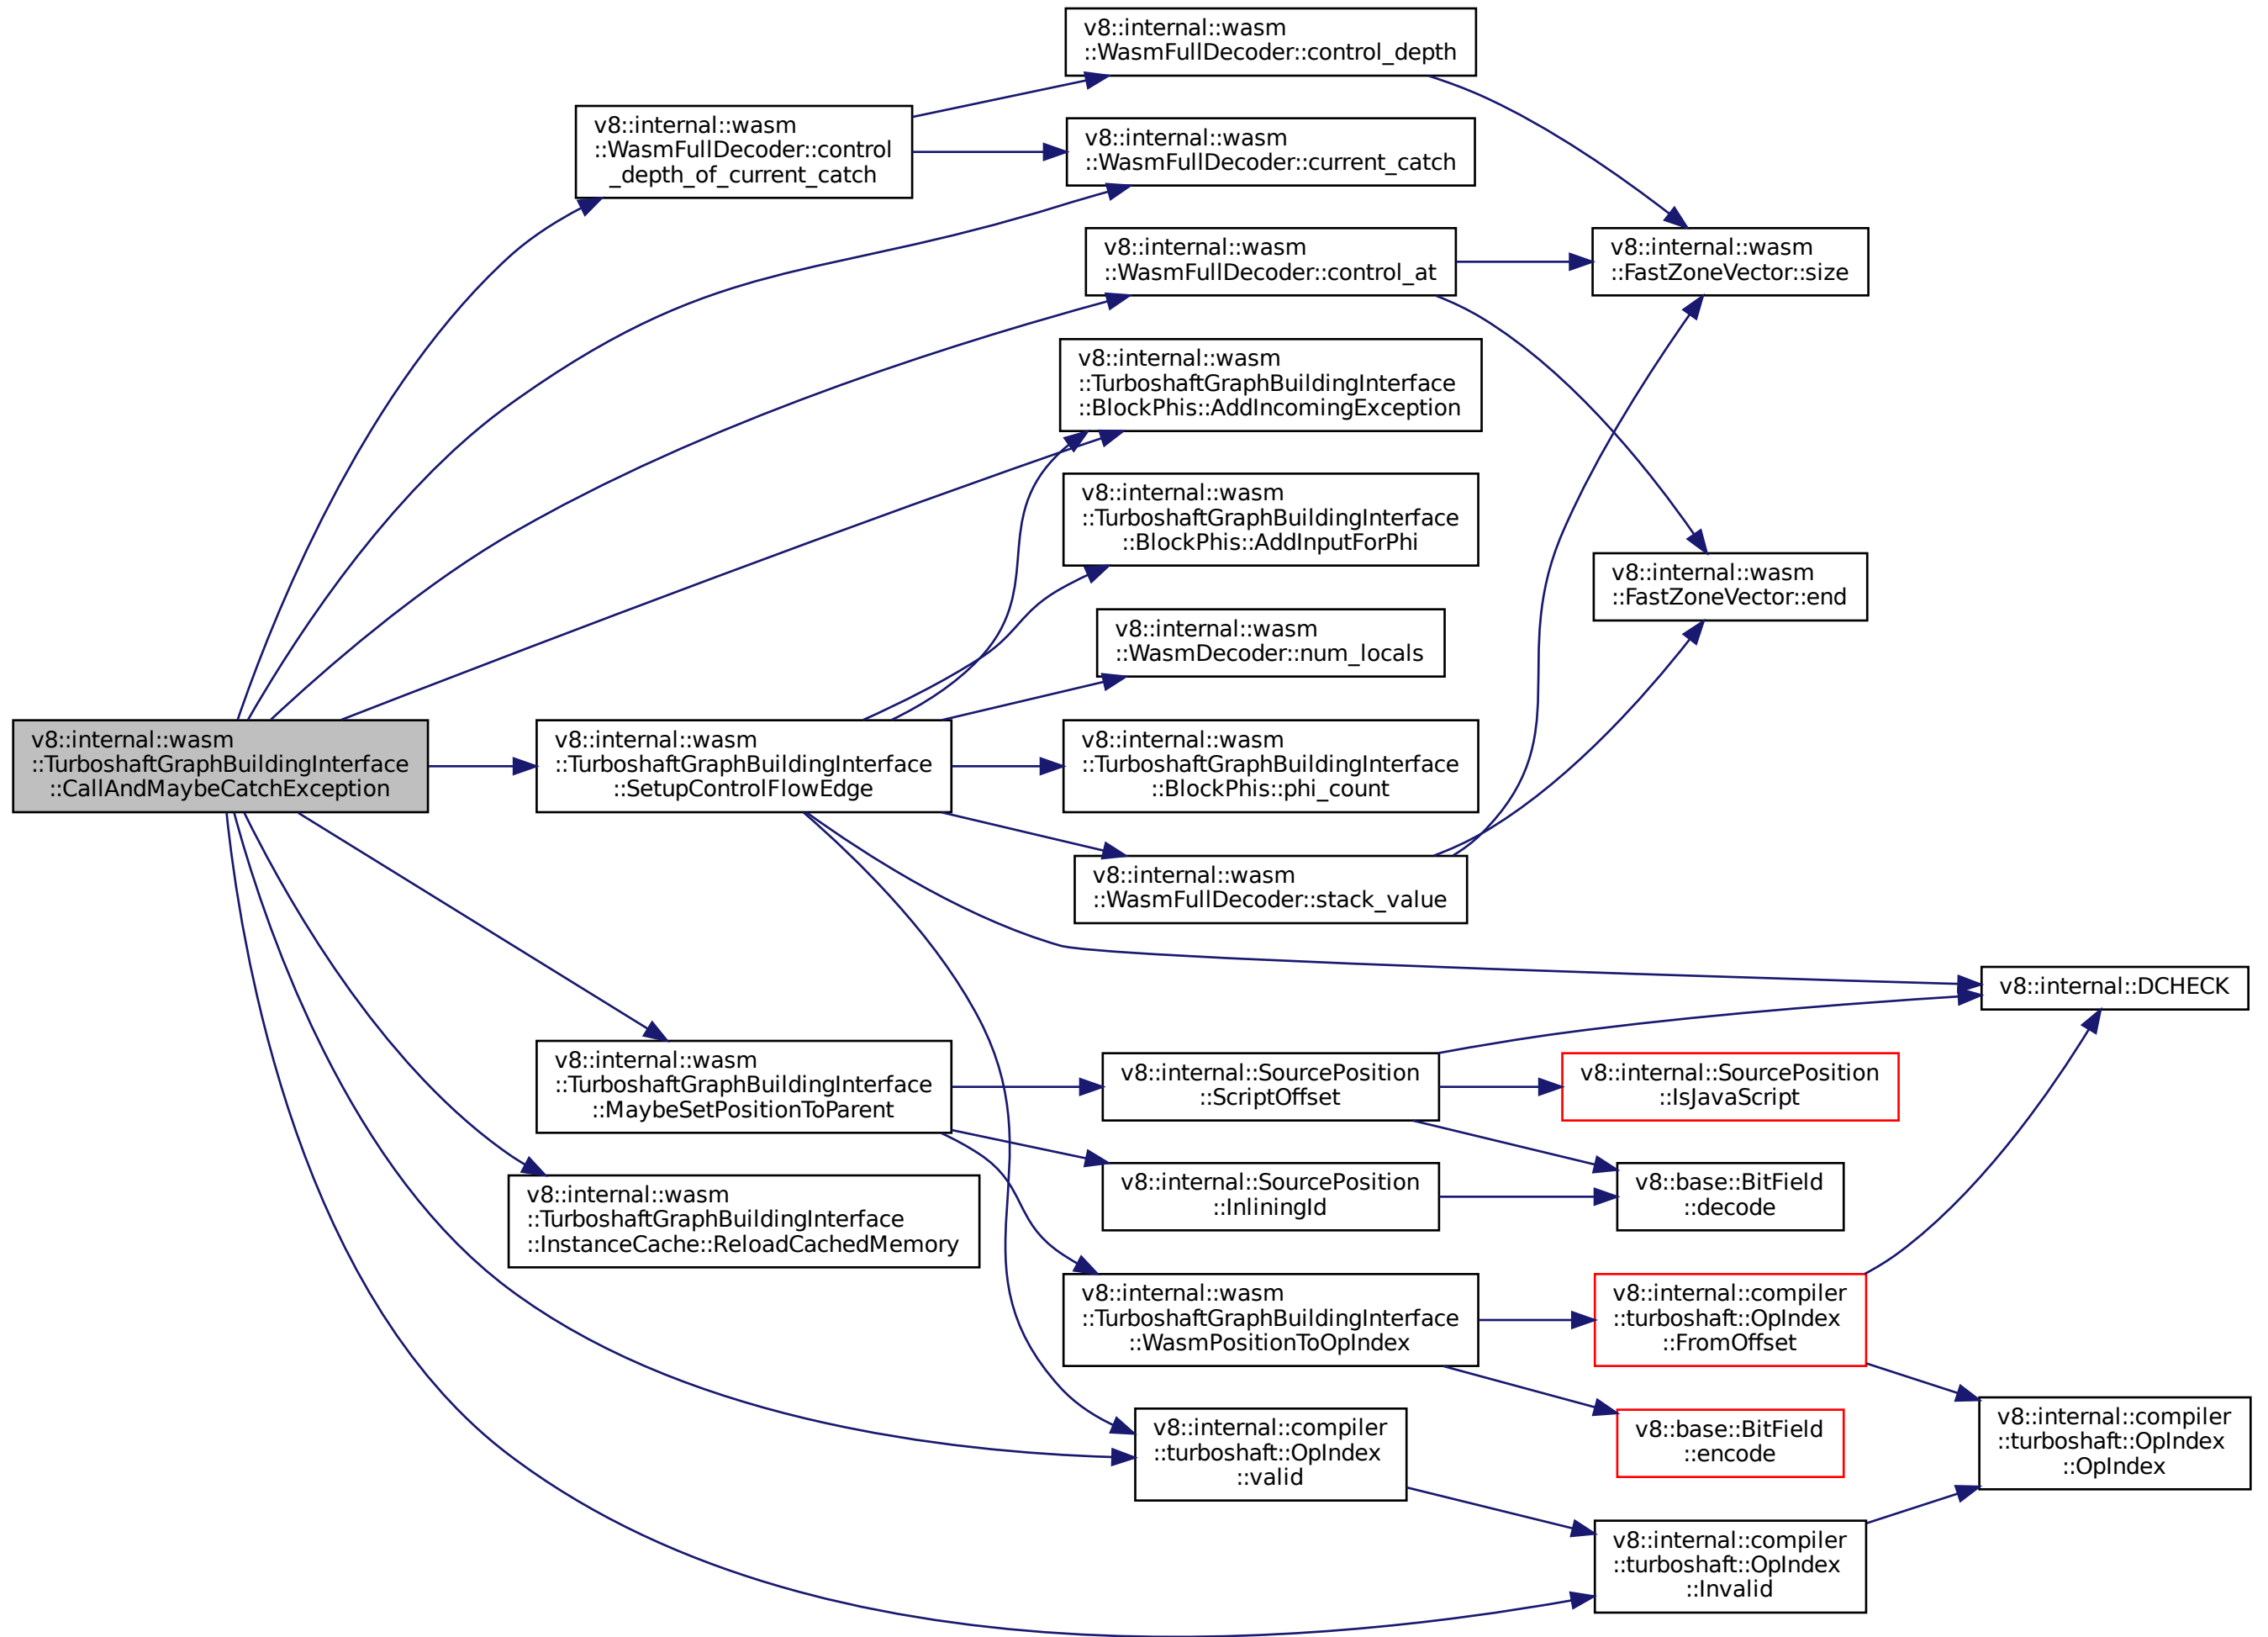 v8::internal::wasm
::WasmFullDecoder::control_depth
v8::internal::wasm
::WasmFullDecoder::control
_depth_of_current_catch
v8::internal::wasm
::WasmFullDecoder::current_catch
v8::internal::wasm
::WasmFullDecoder::control_at
v8::internal::wasm
::FastZoneVector::size
v8::internal::wasm
::TurboshaftGraphBuildingInterface
::BlockPhis::AddIncomingException
v8::internal::wasm
::TurboshaftGraphBuildingInterface
::BlockPhis::AddInputForPhi
v8::internal::wasm
::FastZoneVector::end
v8::internal::wasm
::WasmDecoder::num_locals
v8::internal::wasm
::TurboshaftGraphBuildingInterface
::CallAndMaybeCatchException
v8::internal::wasm
::TurboshaftGraphBuildingInterface
::SetupControlFlowEdge
v8::internal::wasm
::TurboshaftGraphBuildingInterface
::BlockPhis::phi_count
v8::internal::wasm
::WasmFullDecoder::stack_value
v8::internal::DCHECK
v8::internal::wasm
::TurboshaftGraphBuildingInterface
::MaybeSetPositionToParent
v8::internal::SourcePosition
::ScriptOffset
v8::internal::SourcePosition
::IsJavaScript
v8::internal::wasm
::TurboshaftGraphBuildingInterface
::InstanceCache::ReloadCachedMemory
v8::internal::SourcePosition
::InliningId
v8::base::BitField
::decode
v8::internal::wasm
::TurboshaftGraphBuildingInterface
::WasmPositionToOpIndex
v8::internal::compiler
::turboshaft::OpIndex
::FromOffset
v8::internal::compiler
::turboshaft::OpIndex
::valid
v8::base::BitField
::encode
v8::internal::compiler
::turboshaft::OpIndex
::OpIndex
v8::internal::compiler
::turboshaft::OpIndex
::Invalid